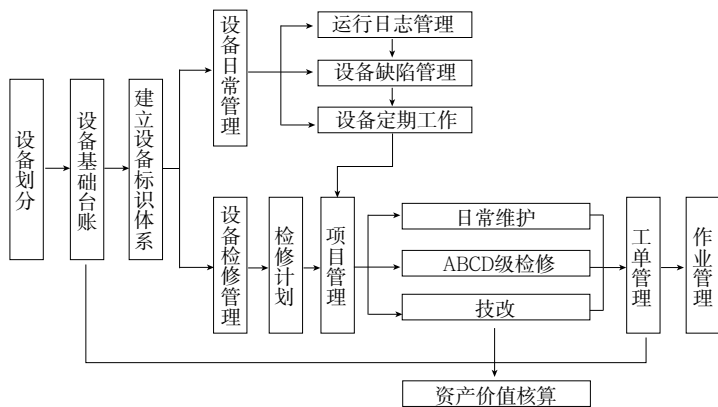 设备划分
设备基础台账
建立设备标识体系
设备日常管理
运行日志管理
设备缺陷管理
设备定期工作
设备检修管理
检修计划
项目管理
日常维护
ABCD级检修
技改
工单管理
作业管理
资产价值核算